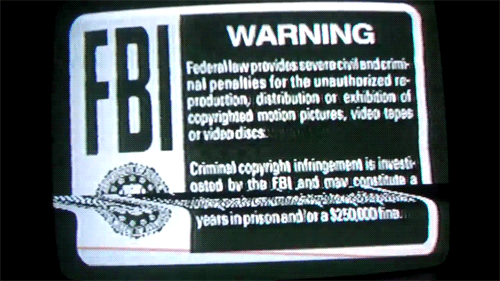 FBI
WARNING
Federal law provides severe civil and crimi-
nal penalties for the unauthorized re-
production, distribution or exhibition of
copyrighted motion pictures, video tapes
or video discs.
Criminal copyright infringement is investi-
gated by the FBI and may constitute a
years in prison and/or a $250,000 fine.